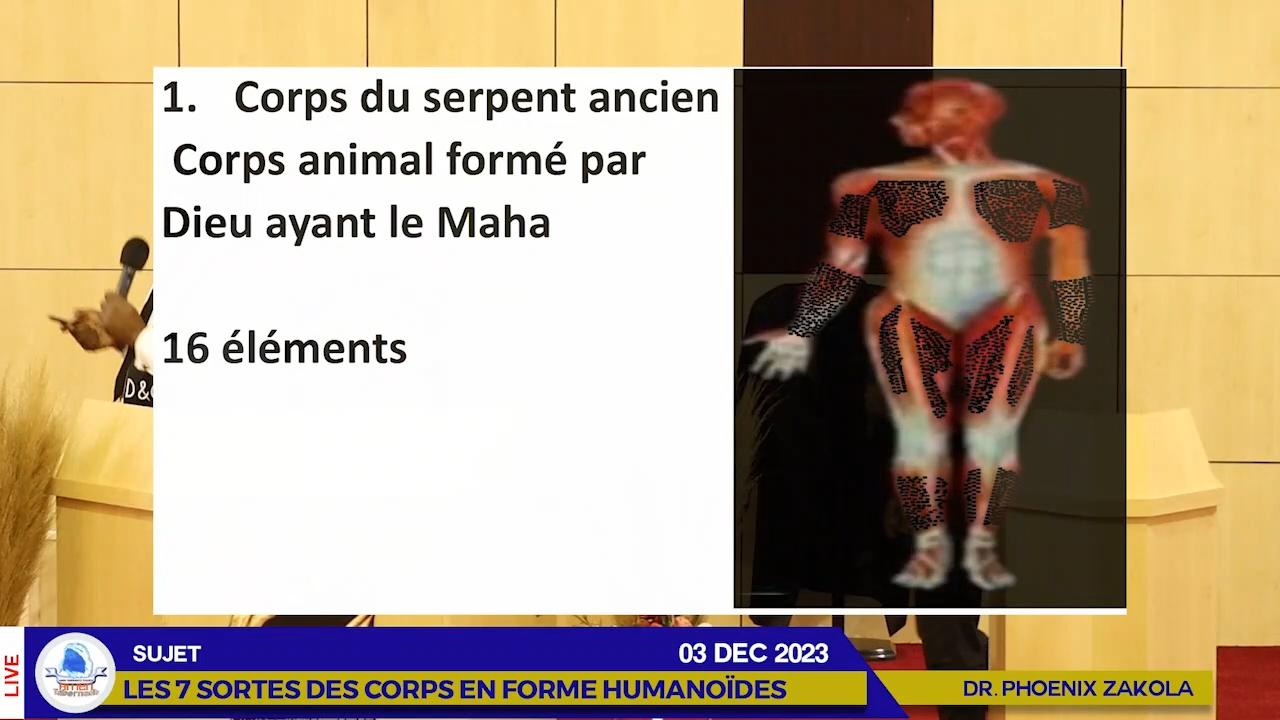 1. Corps du serpent ancien
Corps animal formé par
Dieu ayant le Maha
16 éléments
D &
LIVE
SUJET
03 DEC 2023
LES 7 SORTES DES CORPS EN FORME HUMANOÏDES
DR. PHOENIX ZAKOLA